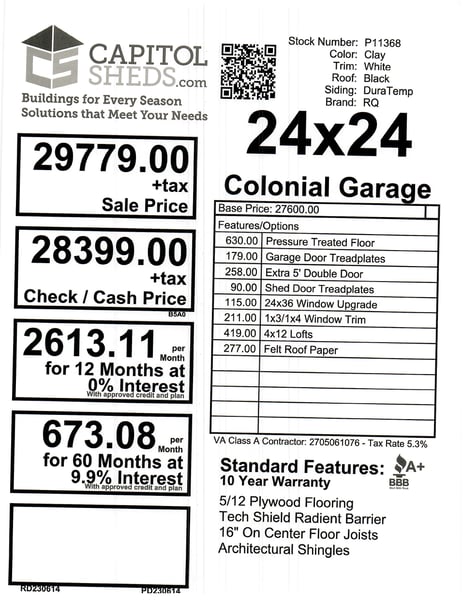 CAPITOL
SHEDS.com
Buildings for Every Season
Solutions that Meet Your Needs
Stock Number: P11368
Color: Clay
Trim: White
Roof: Black
Siding: DuraTemp
Brand: RQ
24x24
Colonial Garage
29779.00
+tax
Sale Price
28399.00
+tax
Check / Cash Price
B5A0
2613.11 per Month
for 12 Months at
0% Interest
With approved credit and plan
673.08 per Month
for 60 Months at
9.9% Interest
With approved credit and plan
RD230614 PD230614
Base Price: 27600.00
Features/Options
630.00 Pressure Treated Floor
179.00 Garage Door Treadplates
258.00 Extra 5' Double Door
90.00 Shed Door Treadplates
115.00 24x36 Window Upgrade
211.00 1x3/1x4 Window Trim
419.00 4x12 Lofts
277.00 Felt Roof Paper
VA Class A Contractor: 2705061076 - Tax Rate 5.3%
Standard Features:
10 Year Warranty
A+
BBB
5/12 Plywood Flooring
Tech Shield Radient Barrier
16" On Center Floor Joists
Architectural Shingles